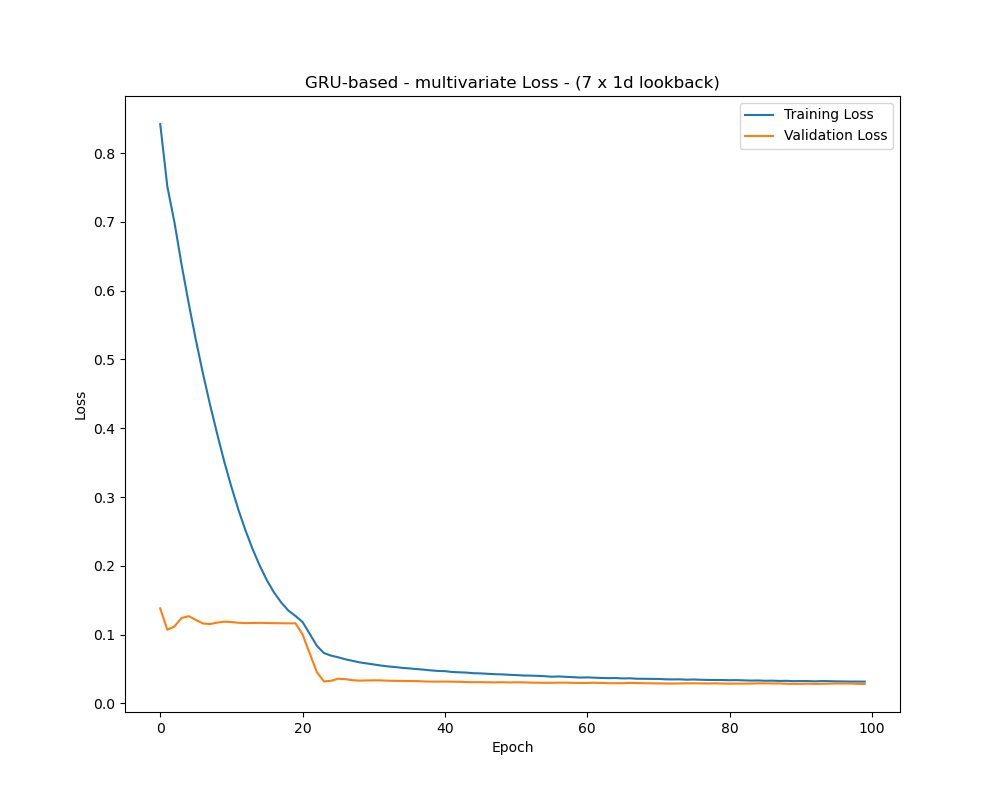 GRU-based - multivariate Loss - (7 x 1d lookback)
Training Loss
Validation Loss
0.8
0.7
0.6
0.5
0.4
0.3
0.2
0.1
0.0
Loss
0 20 40 60 80 100
Epoch